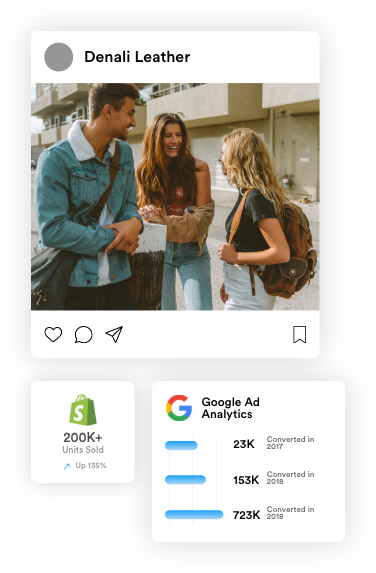 Denali Leather
200K+
Units Sold
Up 135%
Google Ad
Analytics
23K
Converted in
2017
153K
Converted in
2018
723K
Converted in
2018